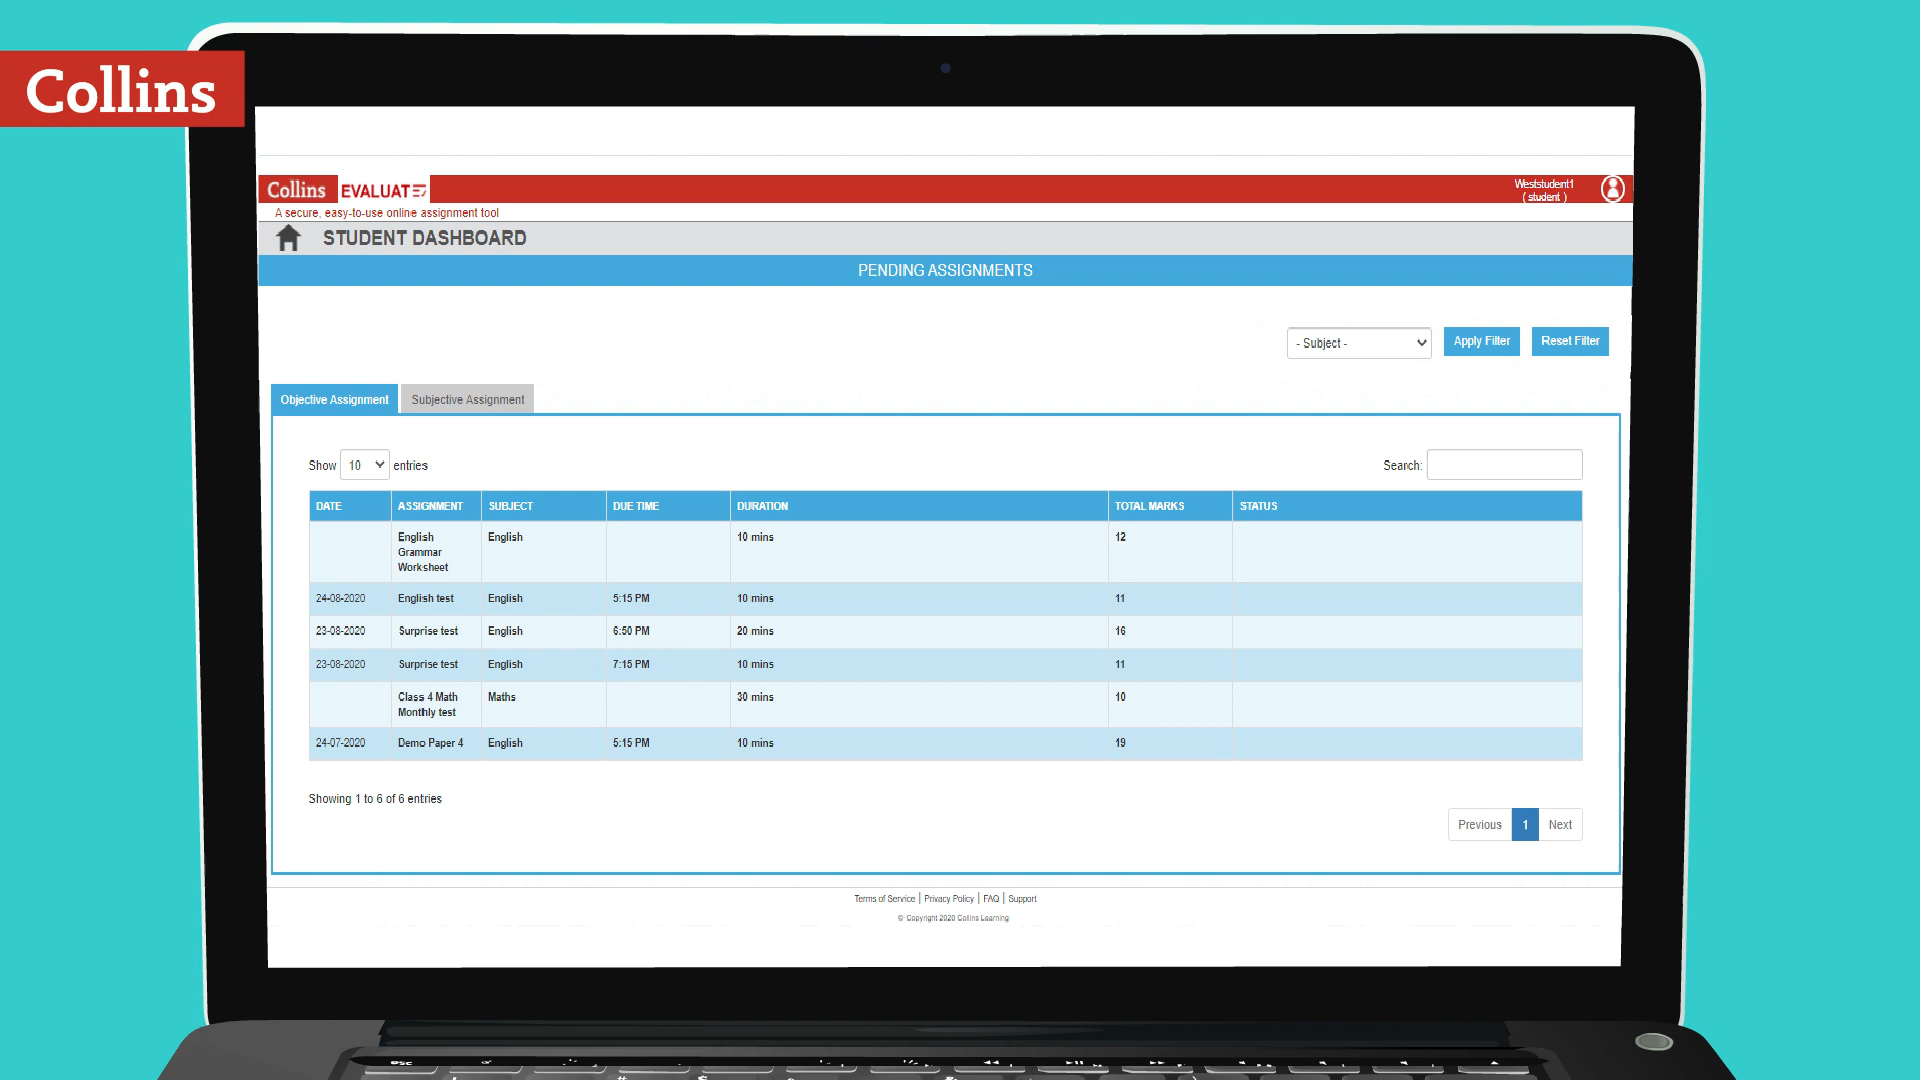 Collins
Collins EVALUATE
Weststudent1
( student )
A secure, easy-to-use online assignment tool
STUDENT DASHBOARD
PENDING ASSIGNMENTS
- Subject - Apply Filter Reset Filter
Objective Assignment Subjective Assignment
Show 10 entries Search:
DATE ASSIGNMENT SUBJECT DUE TIME DURATION TOTAL MARKS STATUS
English Grammar Worksheet English 10 mins 12
24-08-2020 English test English 5:15 PM 10 mins 11
23-08-2020 Surprise test English 6:50 PM 20 mins 16
23-08-2020 Surprise test English 7:15 PM 10 mins 11
Class 4 Math Monthly test Maths 30 mins 10
24-07-2020 Demo Paper 4 English 5:15 PM 10 mins 19
Showing 1 to 6 of 6 entries
Previous 1 Next
Terms of Service | Privacy Policy | FAQ | Support
© Copyright 2020 Collins Learning